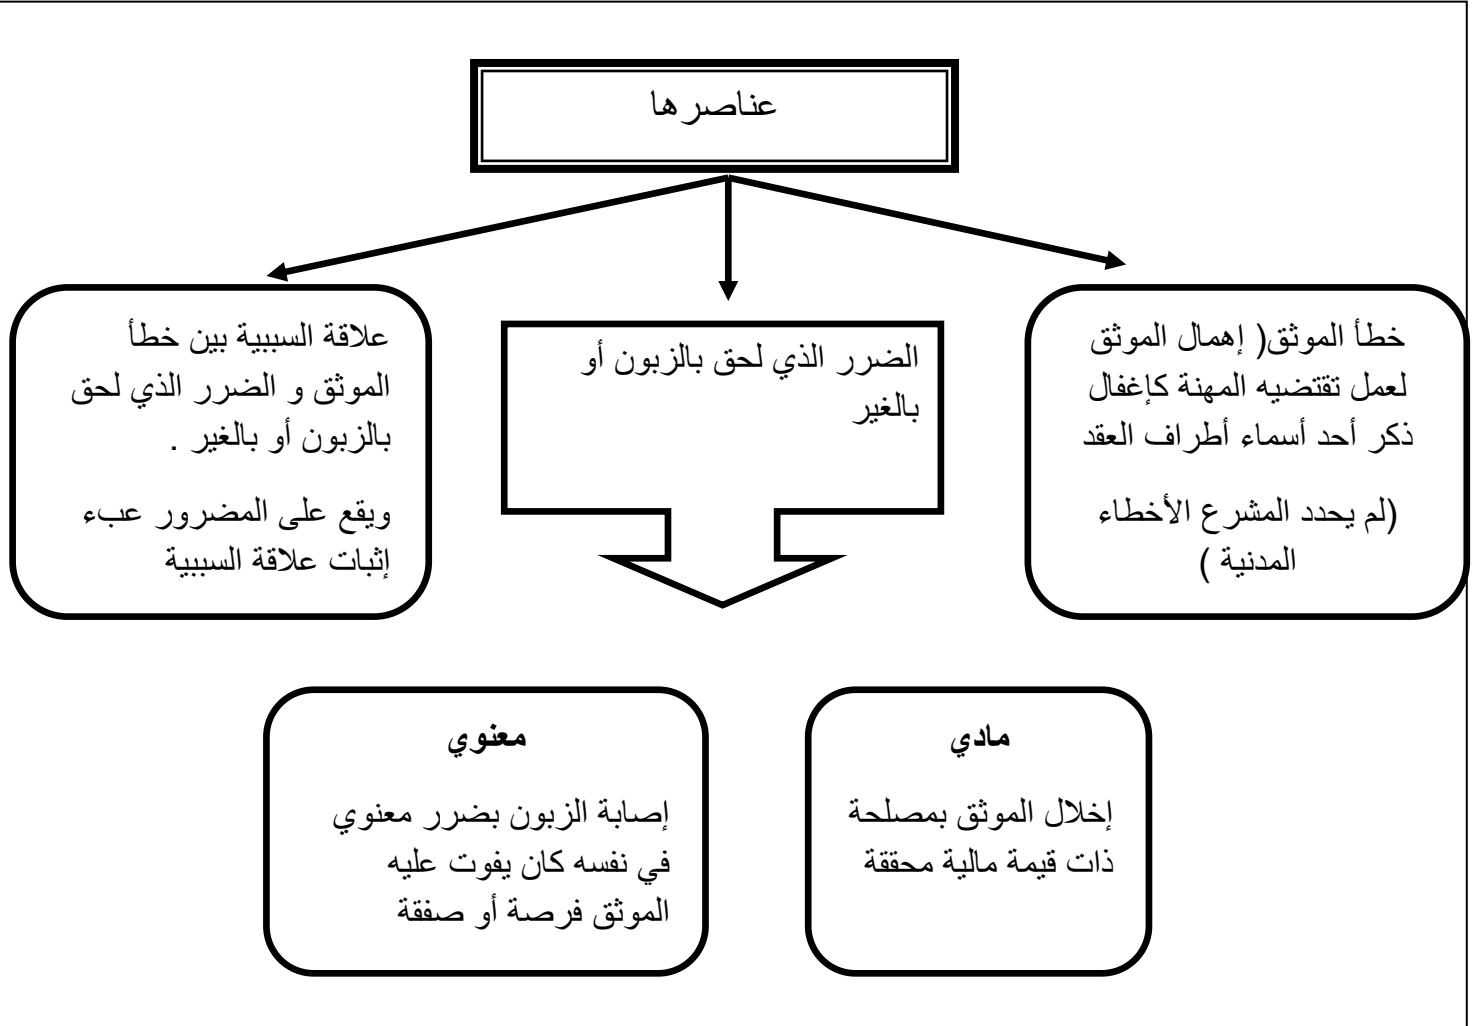 عناصرها
خطأ الموثق( إهمال الموثق
لعمل تقتضيه المهنة كإغفال
ذكر أحد أسماء أطراف العقد
(لم يحدد المشرع الأخطاء
المدنية )
الضرر الذي لحق بالزبون أو
بالغير
علاقة السببية بين خطأ
الموثق و الضرر الذي لحق
بالزبون أو بالغير .
ويقع على المضرور عبء
إثبات علاقة السببية
مادي
إخلال الموثق بمصلحة
ذات قيمة مالية محققة
معنوي
إصابة الزبون بضرر معنوي
في نفسه كان يفوت عليه
الموثق فرصة أو صفقة